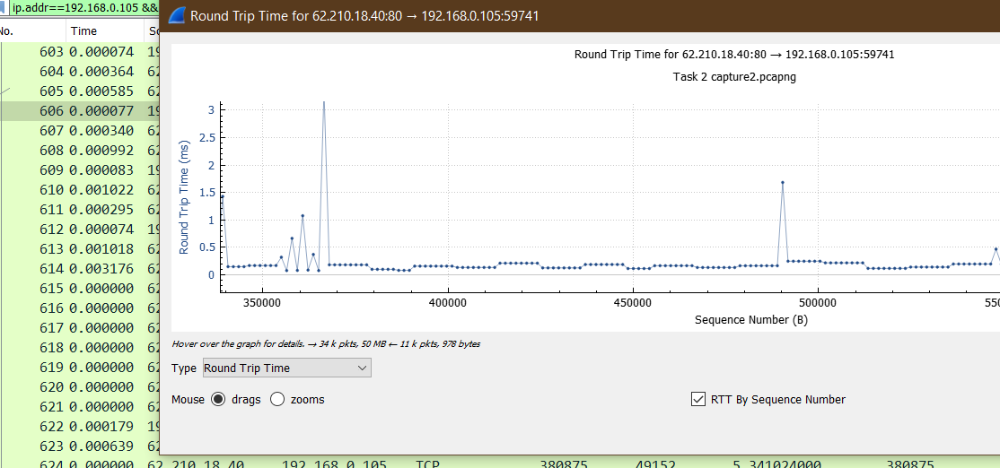 ip.addr==192.168.0.105 &&
Round Trip Time for 62.210.18.40:80 → 192.168.0.105:59741
No. Time
603 0.000074 19
604 0.000364 62
605 0.000585 62
606 0.000077 19
607 0.000340 62
608 0.000992 62
609 0.000083 19
610 0.001022 62
611 0.000295 62
612 0.000074 19
613 0.001018 62
614 0.003176 62
615 0.000000 62
616 0.000000 62
617 0.000000 62
618 0.000000 62
619 0.000000 62
620 0.000000 62
621 0.000000 62
622 0.000179 19
623 0.000639 62
624 0.000000 62.210.18.40 192.168.0.105 TCP 380875 49152 5.341024000 380875
Round Trip Time for 62.210.18.40:80 → 192.168.0.105:59741
Task 2 capture2.pcapng
Round Trip Time (ms)
3
2.5
2
1.5
1
0.5
0
350000 400000 450000 500000 550
Sequence Number (B)
Hover over the graph for details. → 34 k pkts, 50 MB ← 11 k pkts, 978 bytes
Type Round Trip Time
Mouse drags zooms RTT By Sequence Number